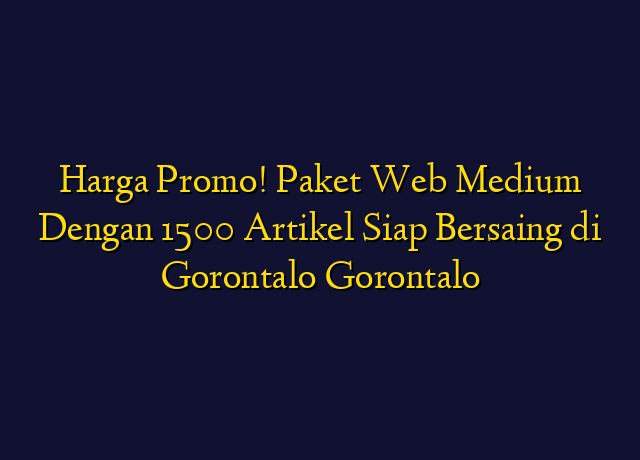 Harga Promo! Paket Web Medium
Dengan 1500 Artikel Siap Bersaing di
Gorontalo Gorontalo